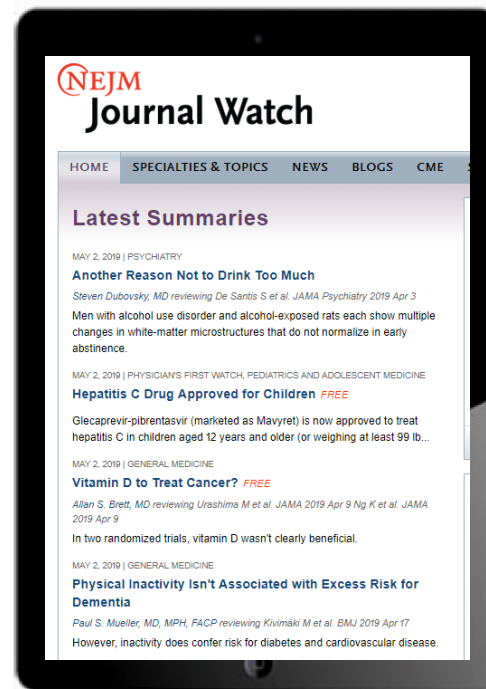 NEJM
Journal Watch
HOME SPECIALTIES & TOPICS NEWS BLOGS CME
Latest Summaries
MAY 2, 2019 | PSYCHIATRY
Another Reason Not to Drink Too Much
Steven Dubovsky, MD reviewing De Santis S et al. JAMA Psychiatry 2019 Apr 3
Men with alcohol use disorder and alcohol-exposed rats each show multiple
changes in white-matter microstructures that do not normalize in early
abstinence.
MAY 2, 2019 | PHYSICIAN'S FIRST WATCH, PEDIATRICS AND ADOLESCENT MEDICINE
Hepatitis C Drug Approved for Children FREE
Glecaprevir-pibrentasvir (marketed as Mavyret) is now approved to treat
hepatitis C in children aged 12 years and older (or weighing at least 99 lb...
MAY 2, 2019 | GENERAL MEDICINE
Vitamin D to Treat Cancer? FREE
Allan S. Brett, MD reviewing Urashima M et al. JAMA 2019 Apr 9 Ng K et al. JAMA
2019 Apr 9
In two randomized trials, vitamin D wasn't clearly beneficial.
MAY 2, 2019 | GENERAL MEDICINE
Physical Inactivity Isn't Associated with Excess Risk for
Dementia
Paul S. Mueller, MD, MPH, FACP reviewing Kivimäki M et al. BMJ 2019 Apr 17
However, inactivity does confer risk for diabetes and cardiovascular disease.